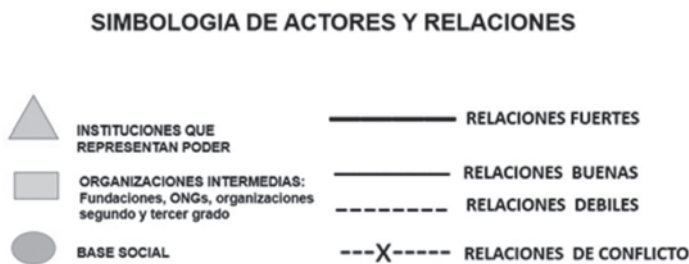 SIMBOLOGIA DE ACTORES Y RELACIONES
INSTITUCIONES QUE
REPRESENTAN PODER
ORGANIZACIONES INTERMEDIAS:
Fundaciones, ONGs, organizaciones
segundo y tercer grado
BASE SOCIAL
RELACIONES FUERTES
RELACIONES BUENAS
RELACIONES DEBILES
X
RELACIONES DE CONFLICTO